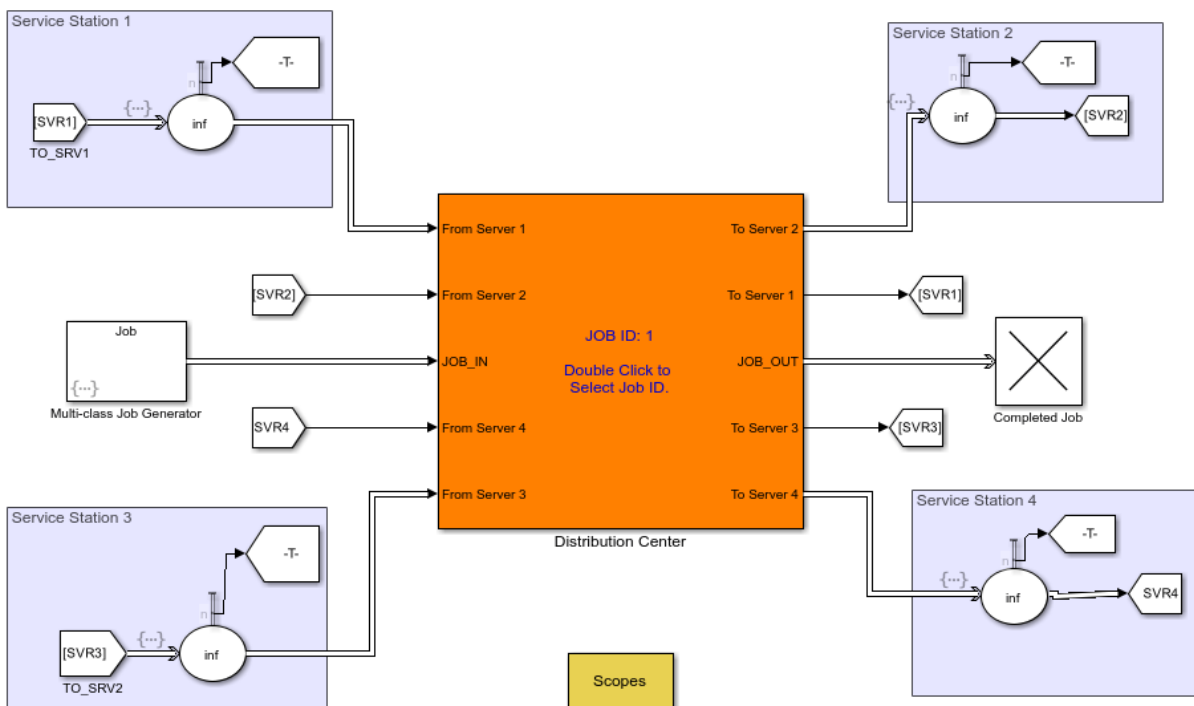 Service Station 1
-T-
n
{...}
[SVR1]
inf
TO_SRV1
Service Station 2
-T-
n
{...}
[SVR2]
inf
From Server 1
To Server 2
[SVR2]
From Server 2
To Server 1
[SVR1]
Job
{...}
Multi-class Job Generator
JOB_IN
JOB ID: 1
Double Click to
Select Job ID.
JOB_OUT
Completed Job
SVR4
From Server 4
To Server 3
[SVR3]
From Server 3
To Server 4
Distribution Center
Service Station 3
-T-
n
{...}
[SVR3]
inf
TO_SRV2
Service Station 4
-T-
n
{...}
inf
SVR4
Scopes